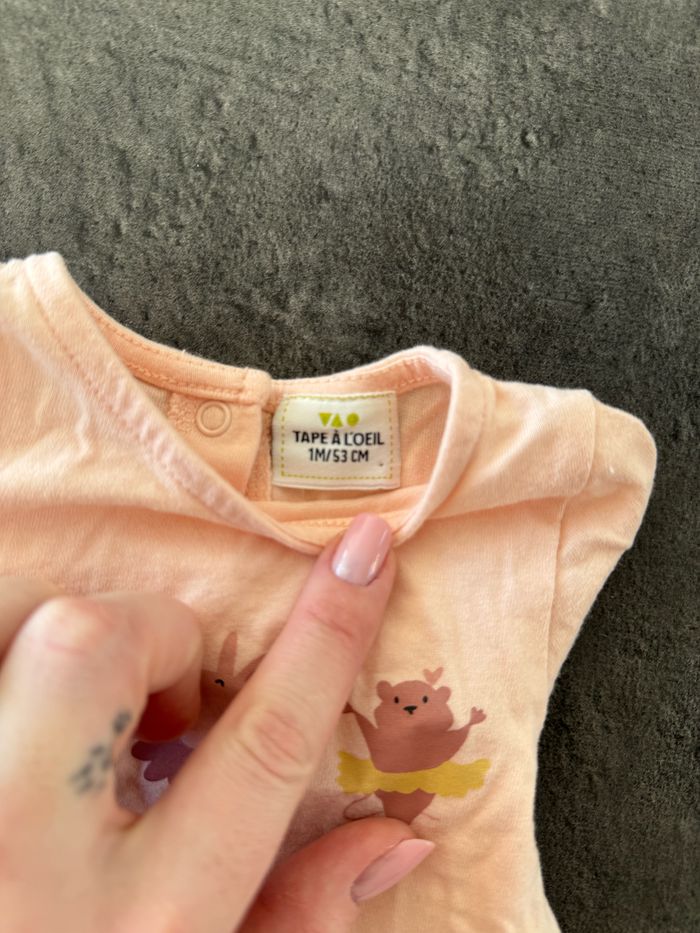 TAPE À L'OEIL
1M/53 CM